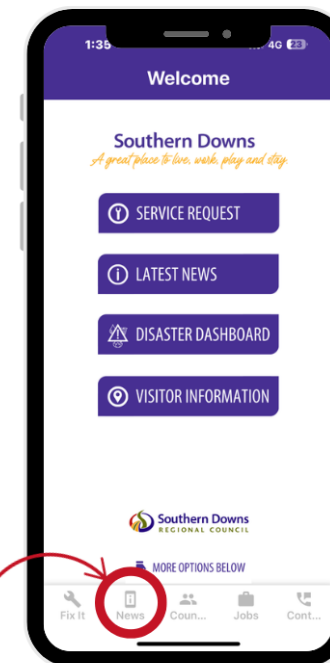 1:35
4G 23
Welcome
Southern Downs
A great place to live, work, play and stay.
SERVICE REQUEST
LATEST NEWS
DISASTER DASHBOARD
VISITOR INFORMATION
Southern Downs
REGIONAL COUNCIL
MORE OPTIONS BELOW
Fix It News Coun... Jobs Cont...